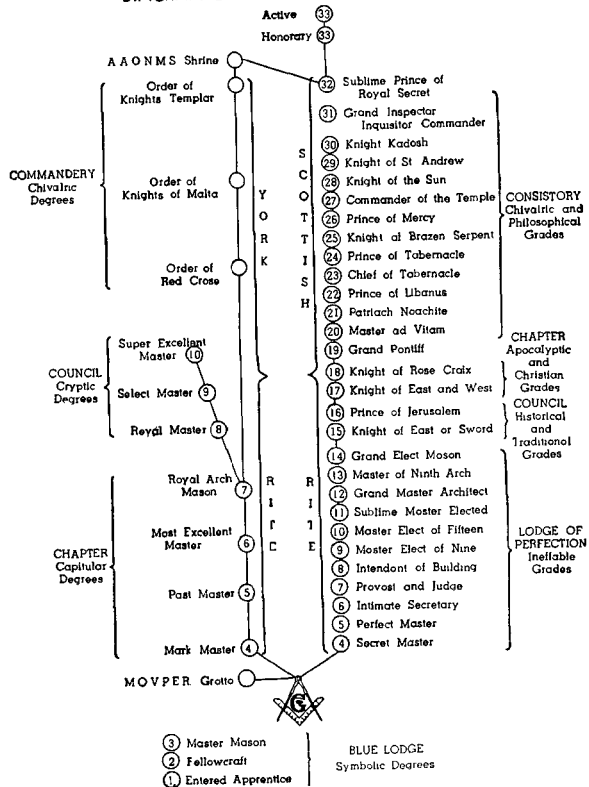 Active 33
Honorary 33
AAONMS Shrine
Order of
Knights Templar
Order of
Knights of Malta
Order of
Red Crose
COMMANDERY
Chivalric
Degrees
Super Excellent
Master 10
Select Master 9
Royal Master 8
COUNCIL
Cryptic
Degrees
Royal Arch
Mason 7
Most Excellent
Master 6
Past Master 5
Mark Master 4
CHAPTER
Capitular
Degrees
MOVPER Grotto
YORK
RITE
SCOTTISH
RITE
32 Sublime Prince of
Royal Secret
31 Grand Inspector
Inquisitor Commander
30 Knight Kadosh
29 Knight of St Andrew
28 Knight of the Sun
27 Commander of the Temple
26 Prince of Mercy
25 Knight of Brazen Serpent
24 Prince of Tabernacle
23 Chief of Tabernacle
22 Prince of Libanus
21 Patriach Noachite
20 Master ad Vitam
19 Grand Pontiff
CONSISTORY
Chivalric and
Philosophical
Grades
18 Knight of Rose Croix
17 Knight of East and West
CHAPTER
Apocalyptic
and
Christian
Grades
16 Prince of Jerusalem
15 Knight of East or Sword
COUNCIL
Historical
and
Traditional
Grades
14 Grand Elect Moson
13 Master of Ninth Arch
12 Grand Master Architect
11 Sublime Moster Elected
10 Master Elect of Fifteen
9 Moster Elect of Nine
8 Intendont of Building
7 Provost and Judge
6 Intimate Secretary
5 Perfect Master
4 Secret Master
LODGE OF
PERFECTION
Ineffable
Grades
G
3 Master Mason
2 Fellowcraft
1 Entered Apprentice
BLUE LODGE
Symbolic Degrees